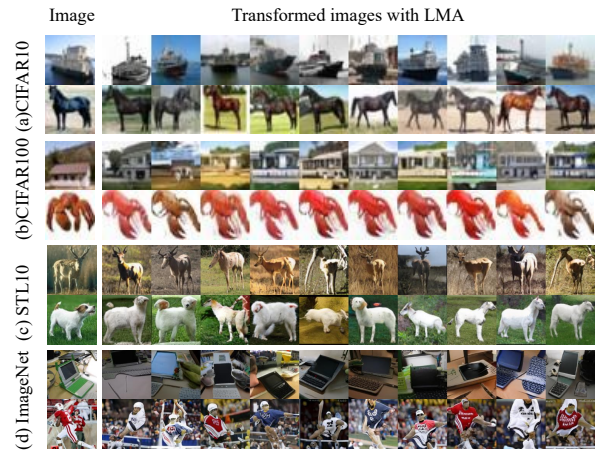 Image Transformed images with LMA
(a)CIFAR10
(b)CIFAR100
(c) STL10
(d) ImageNet